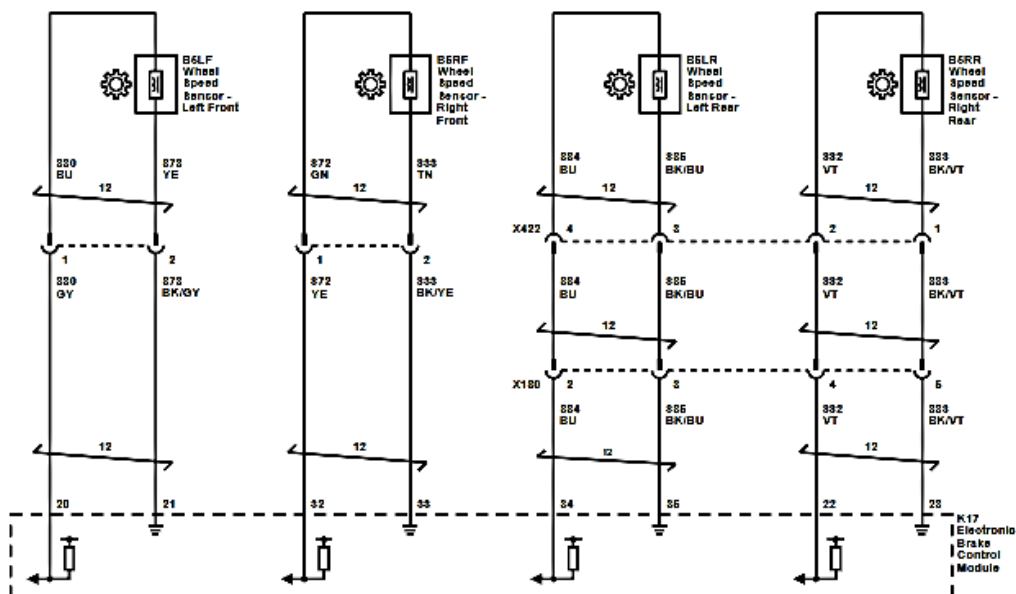 B5LF
Wheel
Speed
Sensor -
Left Front
B5RF
Wheel
Speed
Sensor -
Right
Front
B5LR
Wheel
Speed
Sensor -
Left Rear
B5RR
Wheel
Speed
Sensor -
Right
Rear
830
BU
873
YE
872
GN
833
TN
884
BU
885
BK/BU
882
VT
883
BK/VT
12
12
12
12
X422
4
3
2
1
1
2
1
2
830
GY
873
BK/GY
872
YE
833
BK/YE
884
BU
885
BK/BU
882
VT
883
BK/VT
12
12
X180
2
3
4
5
884
BU
885
BK/BU
882
VT
883
BK/VT
12
12
12
12
20
21
32
33
34
35
22
23
K17
Electronic
Brake
Control
Module